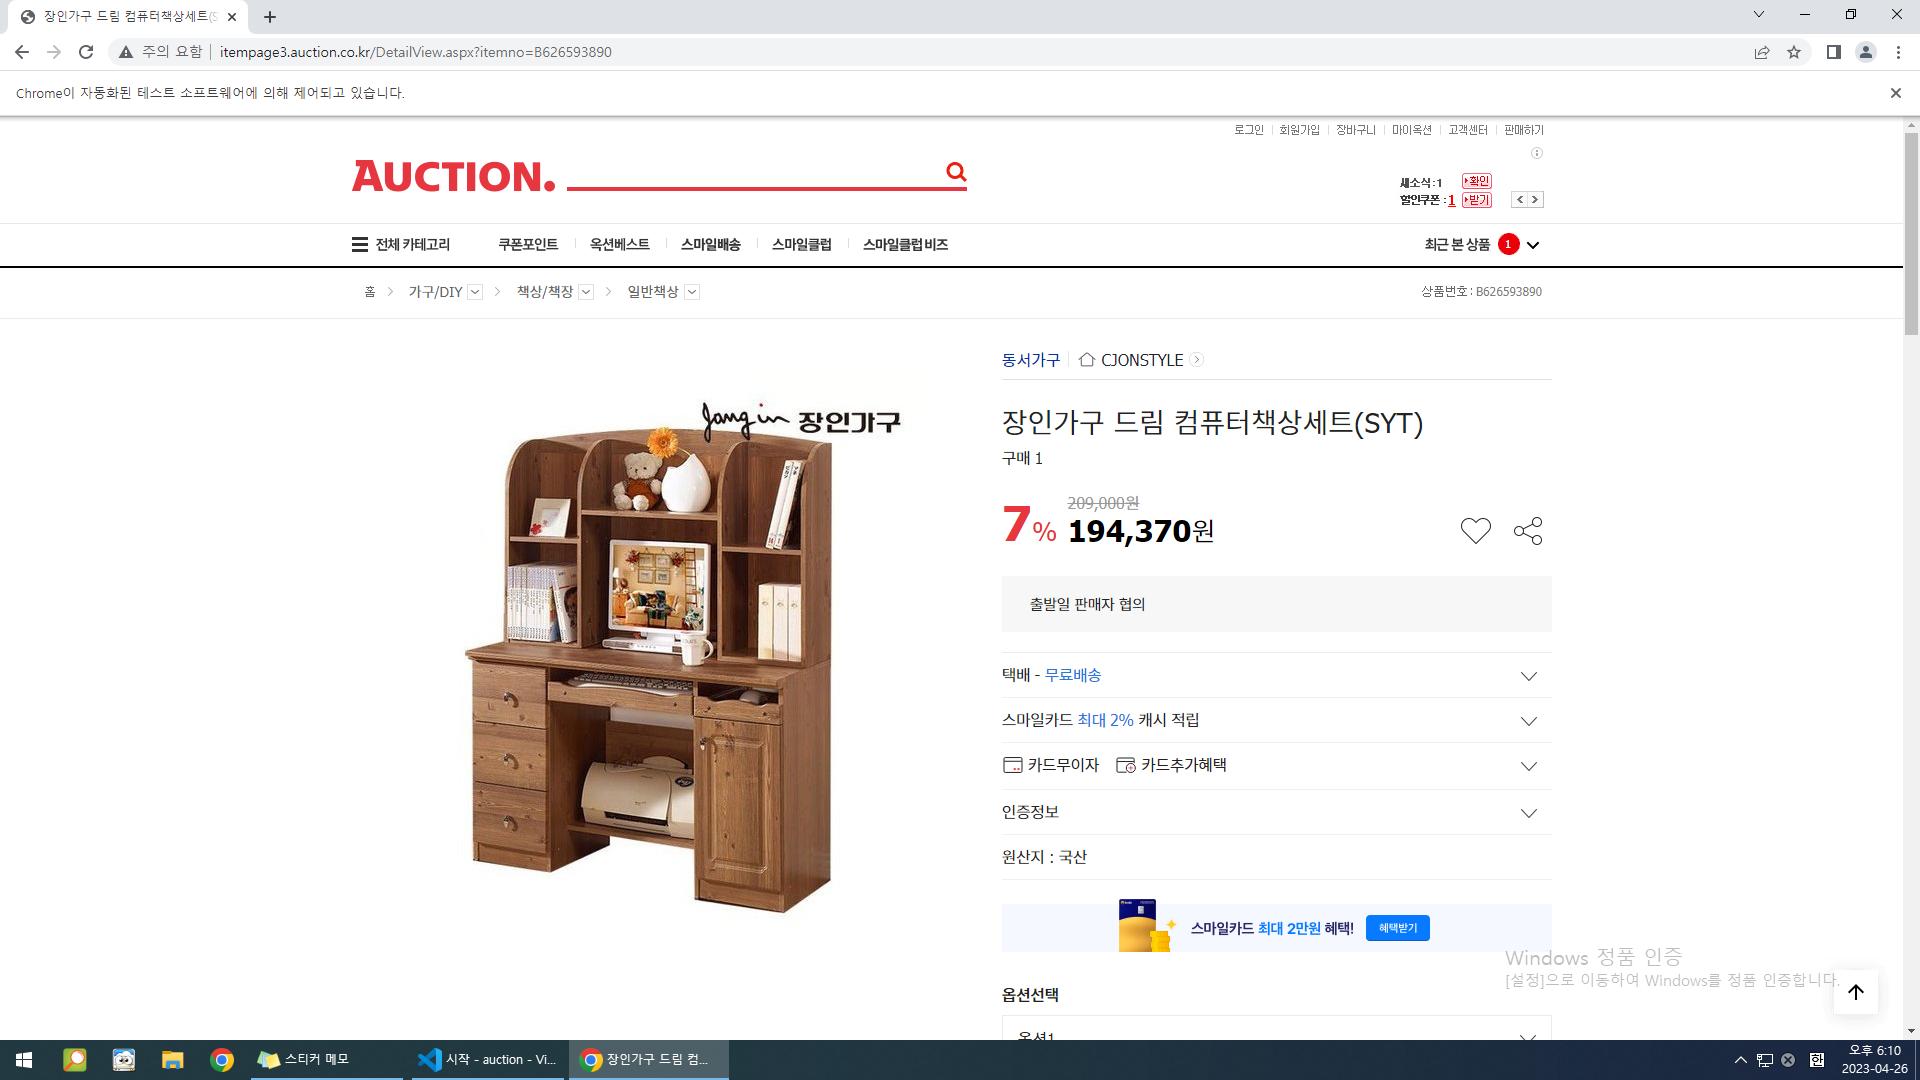 장인가구 드림 컴퓨터책상세트(S
주의 요함
itempage3.auction.co.kr/DetailView.aspx?itemno=B626593890
Chrome이 자동화된 테스트 소프트웨어에 의해 제어되고 있습니다.
로그인 회원가입 장바구니 마이옥션 고객센터 판매하기
AUCTION.
새소식 : 1 확인
할인쿠폰 : 1 받기
전체 카테고리 쿠폰포인트 옥션베스트 스마일배송 스마일클럽 스마일클럽 비즈 최근 본 상품 1
홈 > 가구/DIY > 책상/책장 > 일반책상 상품번호 : B626593890
동서가구 CJONSTYLE
Jangin 장인가구
장인가구 드림 컴퓨터책상세트(SYT)
구매 1
209,000원
7% 194,370원
출발일 판매자 협의
택배 - 무료배송
스마일카드 최대 2% 캐시 적립
카드무이자 카드추가혜택
인증정보
원산지 : 국산
스마일카드 최대 2만원 혜택! 혜택받기
Windows 정품 인증
[설정]으로 이동하여 Windows를 정품 인증합니다.
옵션선택
옵션1
스티커 메모
시작 - auction - Vi...
장인가구 드림 컴...
한
오후 6:10
2023-04-26